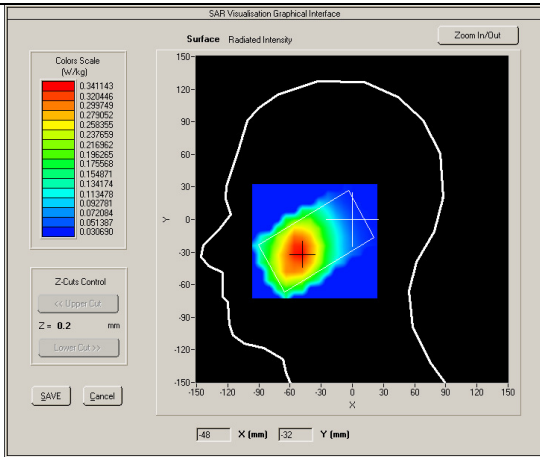 SAR Visualisation Graphical Interface
Surface Radiated Intensity
Zoom In/Out
Colors Scale
(W/kg)
0.341143
0.320446
0.299749
0.279052
0.258355
0.237659
0.216962
0.196265
0.175568
0.154871
0.134174
0.113478
0.092781
0.072084
0.051387
0.030690
Z-Cuts Control
<< Upper Cut
Z = 0.2 mm
Lower Cut >>
SAVE
Cancel
150
120
90
60
30
0
-30
-60
-90
-120
-150
Y
-150 -120 -90 -60 -30 0 30 60 90 120 150
X
-48 X (mm) -32 Y (mm)